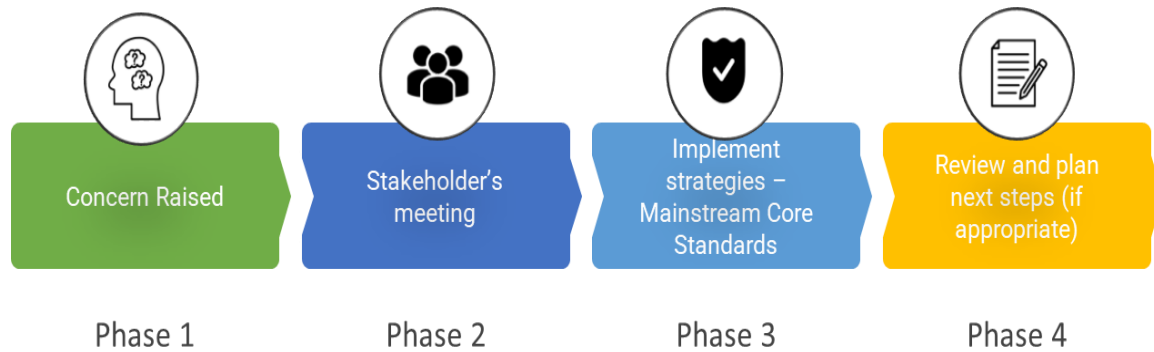 Concern Raised
Stakeholder’s
meeting
Implement
strategies –
Mainstream Core
Standards
Review and plan
next steps (if
appropriate)
Phase 1
Phase 2
Phase 3
Phase 4